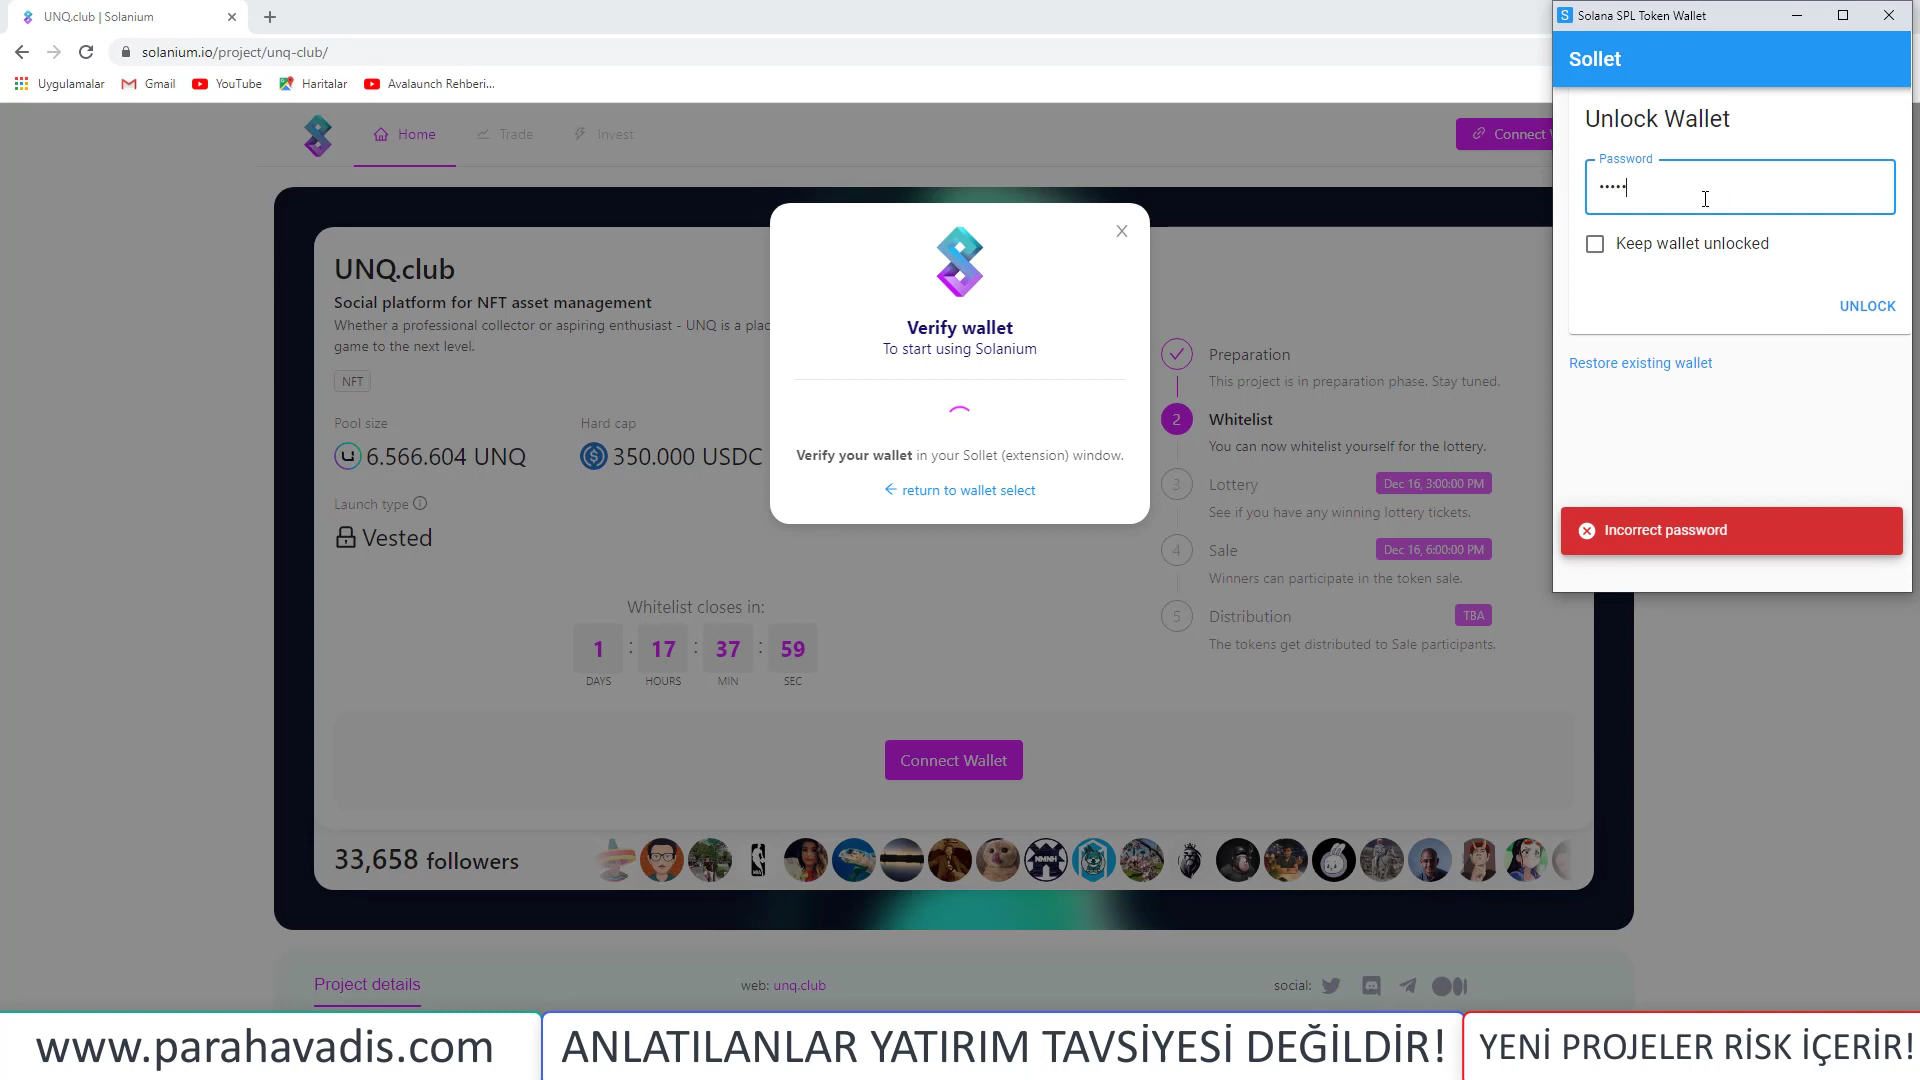 UNQ.club | Solanium
solanium.io/project/unq-club/
Uygulamalar Gmail YouTube Haritalar Avalaunch Rehberi...
Home Trade Invest Connect
UNQ.club
Social platform for NFT asset management
Whether a professional collector or aspiring enthusiast - UNQ is a
game to the next level.
NFT
Pool size
6.566.604 UNQ
Hard cap
350.000 USDC
Launch type
Vested
Whitelist closes in:
1 : 17 : 37 : 59
DAYS HOURS MIN SEC
Connect Wallet
33,658 followers
NMNH
Verify wallet
To start using Solanium
Verify your wallet in your Sollet (extension) window.
return to wallet select
Preparation
This project is in preparation phase. Stay tuned.
2 Whitelist
You can now whitelist yourself for the lottery.
3 Lottery Dec 16, 3:00:00 PM
See if you have any winning lottery tickets.
4 Sale Dec 16, 6:00:00 PM
Winners can participate in the token sale.
5 Distribution TBA
The tokens get distributed to Sale participants.
S Solana SPL Token Wallet
Sollet
Unlock Wallet
Password
•••••
Keep wallet unlocked
UNLOCK
Restore existing wallet
Incorrect password
Project details web: unq.club social:
www.parahavadis.com
ANLATILANLAR YATIRIM TAVSİYESİ DEĞİLDİR!
YENİ PROJELER RİSK İÇERİR!